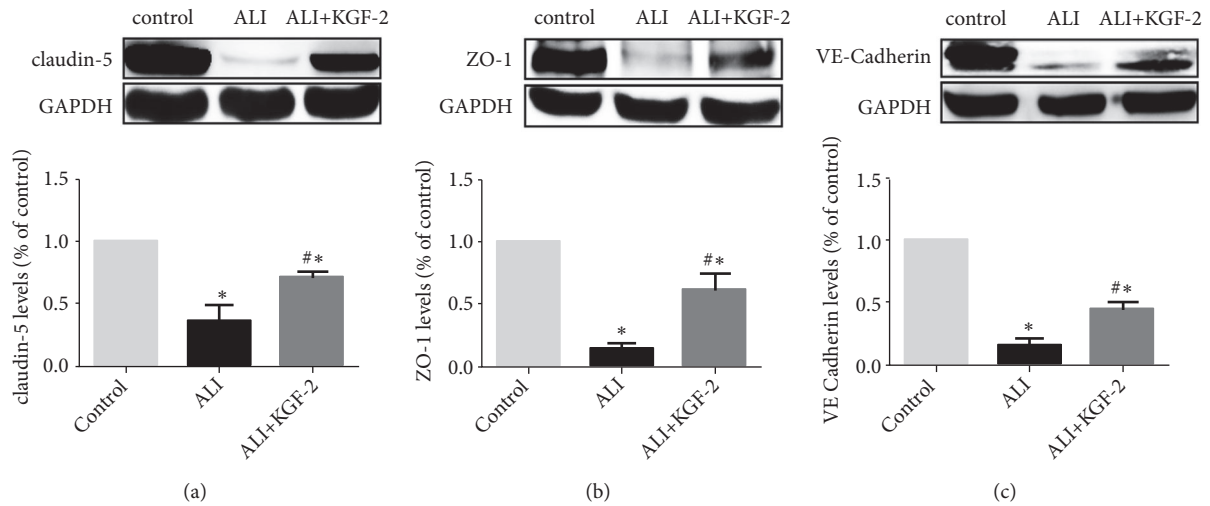 control ALI ALI+KGF-2
claudin-5
GAPDH
claudin-5 levels (% of control)
1.5
1.0
0.5
0.0
*
#*
Control
ALI
ALI+KGF-2
(a)
control ALI ALI+KGF-2
ZO-1
GAPDH
ZO-1 levels (% of control)
1.5
1.0
0.5
0.0
*
#*
Control
ALI
ALI+KGF-2
(b)
control ALI ALI+KGF-2
VE-Cadherin
GAPDH
VE Cadherin levels (% of control)
1.5
1.0
0.5
0.0
*
#*
Control
ALI
ALI+KGF-2
(c)